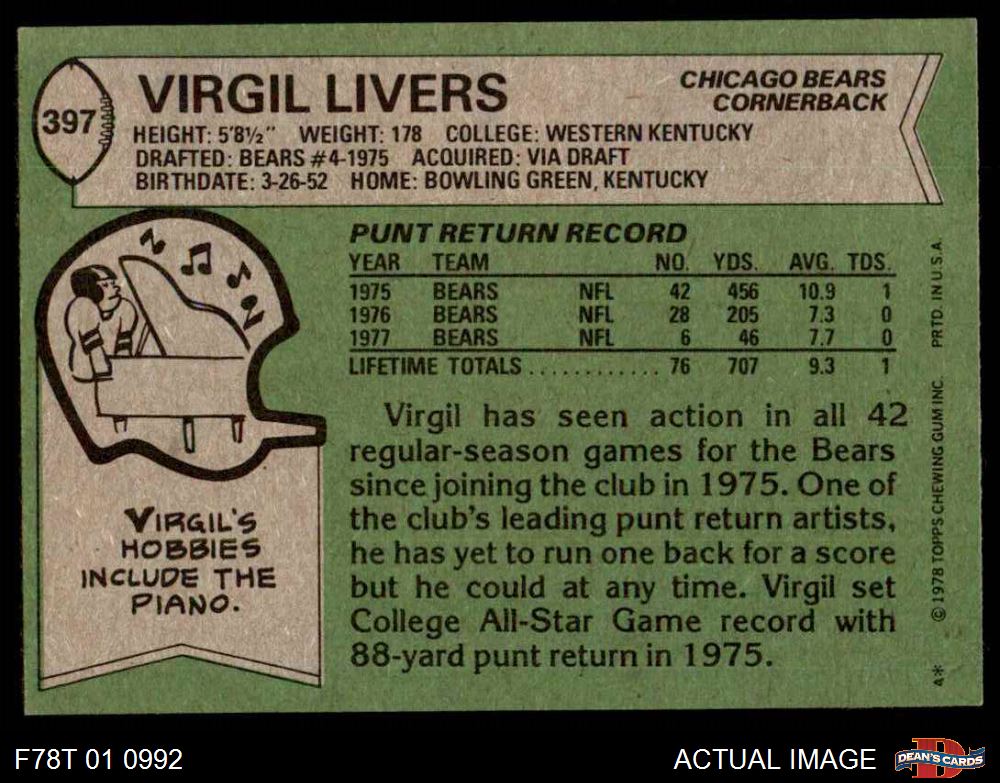 397
VIRGIL LIVERS
CHICAGO BEARS
CORNERBACK
HEIGHT: 5'8½" WEIGHT: 178 COLLEGE: WESTERN KENTUCKY
DRAFTED: BEARS #4-1975 ACQUIRED: VIA DRAFT
BIRTHDATE: 3-26-52 HOME: BOWLING GREEN, KENTUCKY
PUNT RETURN RECORD
YEAR TEAM NO. YDS. AVG. TDS.
1975 BEARS NFL 42 456 10.9 1
1976 BEARS NFL 28 205 7.3 0
1977 BEARS NFL 6 46 7.7 0
LIFETIME TOTALS ............ 76 707 9.3 1
Virgil has seen action in all 42
regular-season games for the Bears
since joining the club in 1975. One of
the club's leading punt return artists,
he has yet to run one back for a score
but he could at any time. Virgil set
College All-Star Game record with
88-yard punt return in 1975.
VIRGIL'S
HOBBIES
INCLUDE THE
PIANO.
4* © 1978 TOPPS CHEWING GUM INC. PRTD. IN U.S.A.
F78T 01 0992
ACTUAL IMAGE
D
DEAN'S CARDS